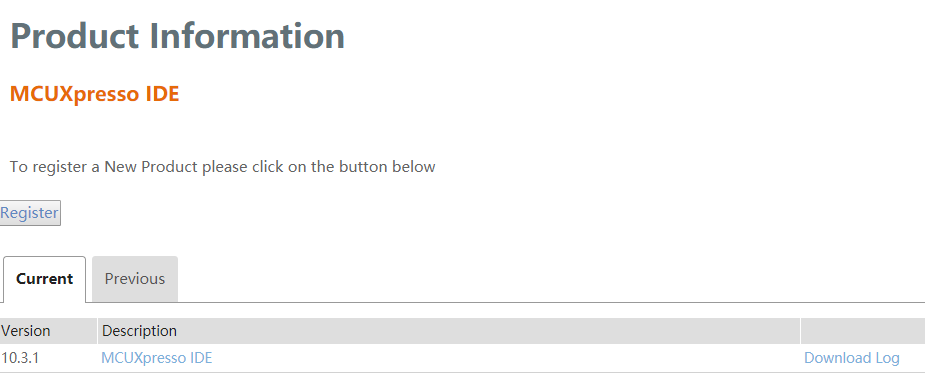 Product Information
MCUXpresso IDE
To register a New Product please click on the button below
Register
Current Previous
Version Description
10.3.1 MCUXpresso IDE Download Log